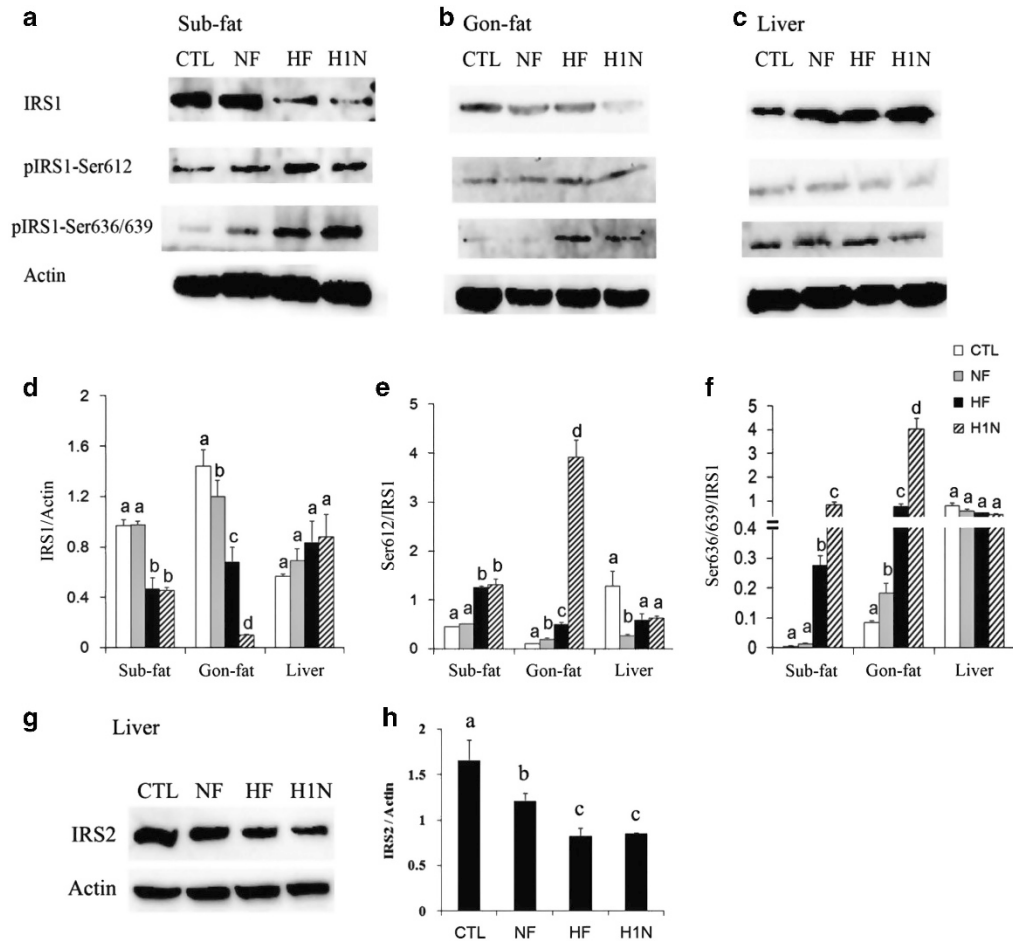 a
Sub-fat
CTL NF HF H1N
b
Gon-fat
CTL NF HF H1N
c
Liver
CTL NF HF H1N
IRS1
pIRS1-Ser612
pIRS1-Ser636/639
Actin
CTL
NF
HF
H1N
d
IRS1/Actin
2
1.6
1.2
0.8
0.4
0
a a b b
a b c d
a a a a
Sub-fat Gon-fat Liver
e
Ser612/IRS1
5
4
3
2
1
0
a a b b
a b c d
a b a a
Sub-fat Gon-fat Liver
f
Ser636/639/IRS1
5
4
3
2
1
0.4
0.3
0.2
0.1
0
a a b c
a b c d
a a a a
Sub-fat Gon-fat Liver
g
Liver
CTL NF HF H1N
IRS2
Actin
h
IRS2 / Actin
2
1.5
1
0.5
0
a
b
c
c
CTL NF HF H1N